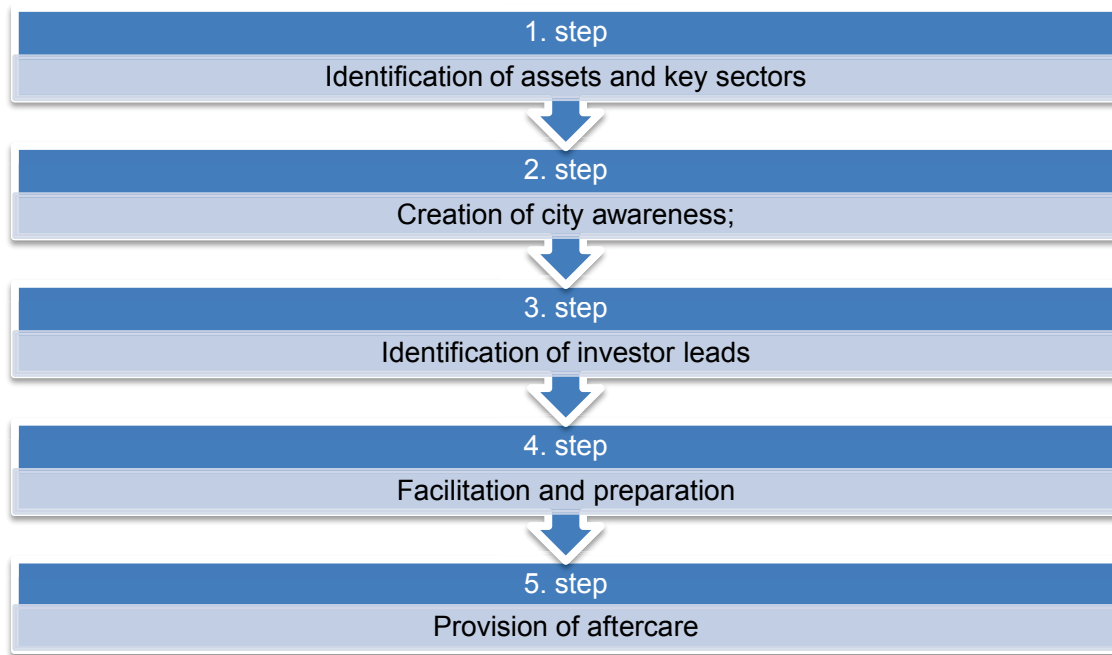 1. step
Identification of assets and key sectors
2. step
Creation of city awareness;
3. step
Identification of investor leads
4. step
Facilitation and preparation
5. step
Provision of aftercare